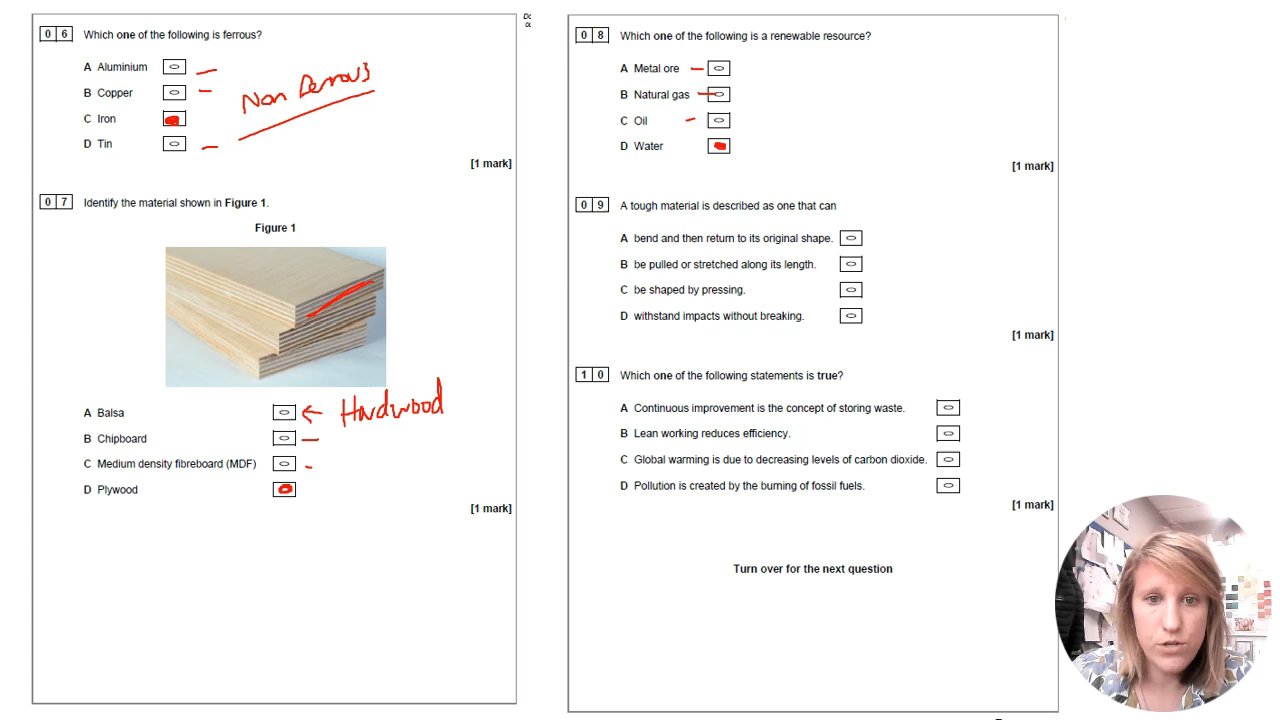 0 6 Which one of the following is ferrous?
A Aluminium
B Copper
C Iron
D Tin
Non ferrous
[1 mark]
0 7 Identify the material shown in Figure 1.
Figure 1
A Balsa
Hardwood
B Chipboard
C Medium density fibreboard (MDF)
D Plywood
[1 mark]
0 8 Which one of the following is a renewable resource?
A Metal ore
B Natural gas
C Oil
D Water
[1 mark]
0 9 A tough material is described as one that can
A bend and then return to its original shape.
B be pulled or stretched along its length.
C be shaped by pressing.
D withstand impacts without breaking.
[1 mark]
1 0 Which one of the following statements is true?
A Continuous improvement is the concept of storing waste.
B Lean working reduces efficiency.
C Global warming is due to decreasing levels of carbon dioxide.
D Pollution is created by the burning of fossil fuels.
[1 mark]
Turn over for the next question